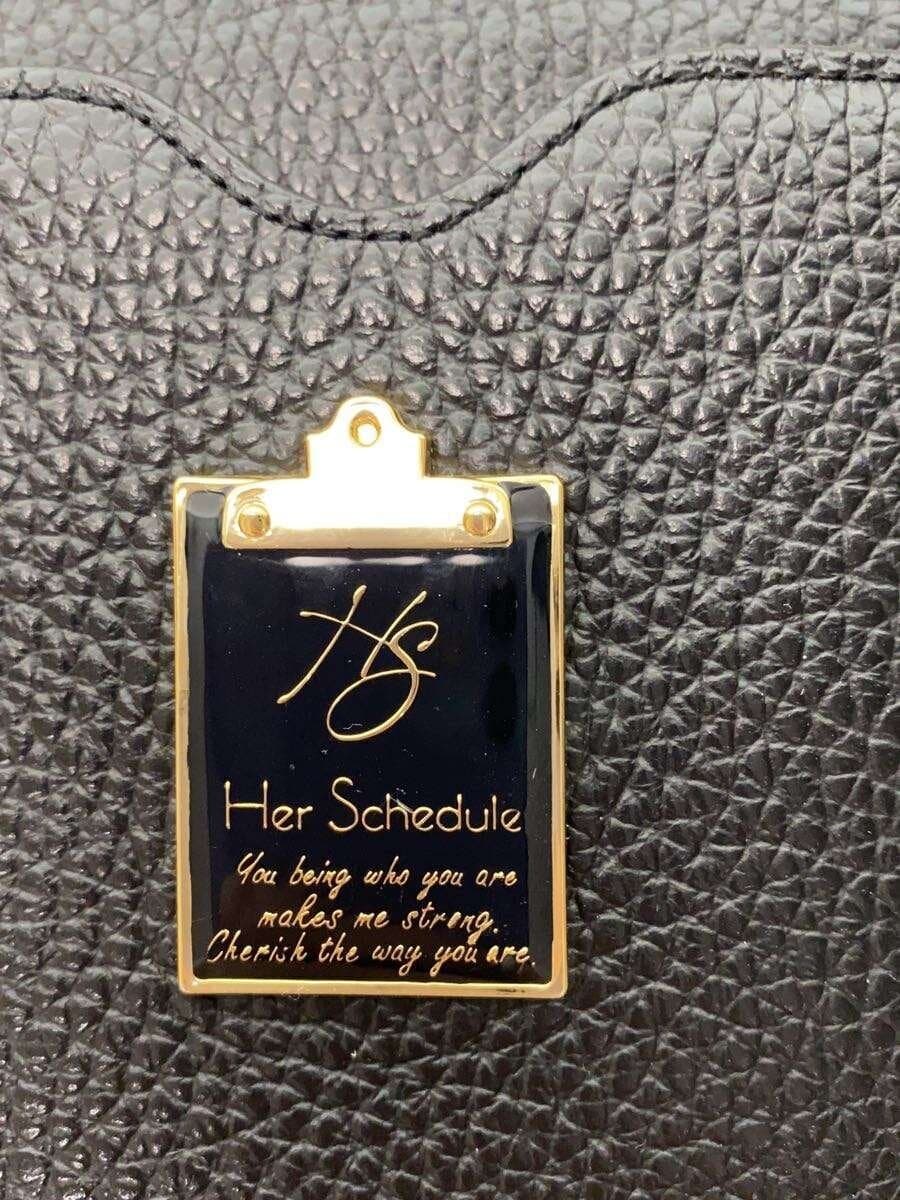 HS
Her Schedule
You being who you are
makes me strong.
Cherish the way you are.